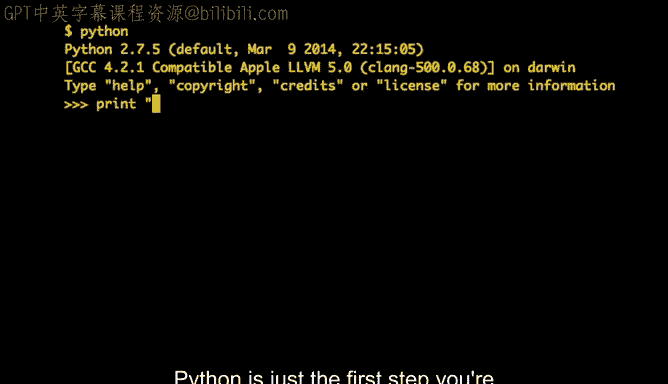 GPT中英字幕课程资源@bilibili.com
$ python
Python 2.7.5 (default, Mar 9 2014, 22:15:05)
[GCC 4.2.1 Compatible Apple LLVM 5.0 (clang-500.0.68)] on darwin
Type "help", "copyright", "credits" or "license" for more information
>>> print "
Python is just the first step you're